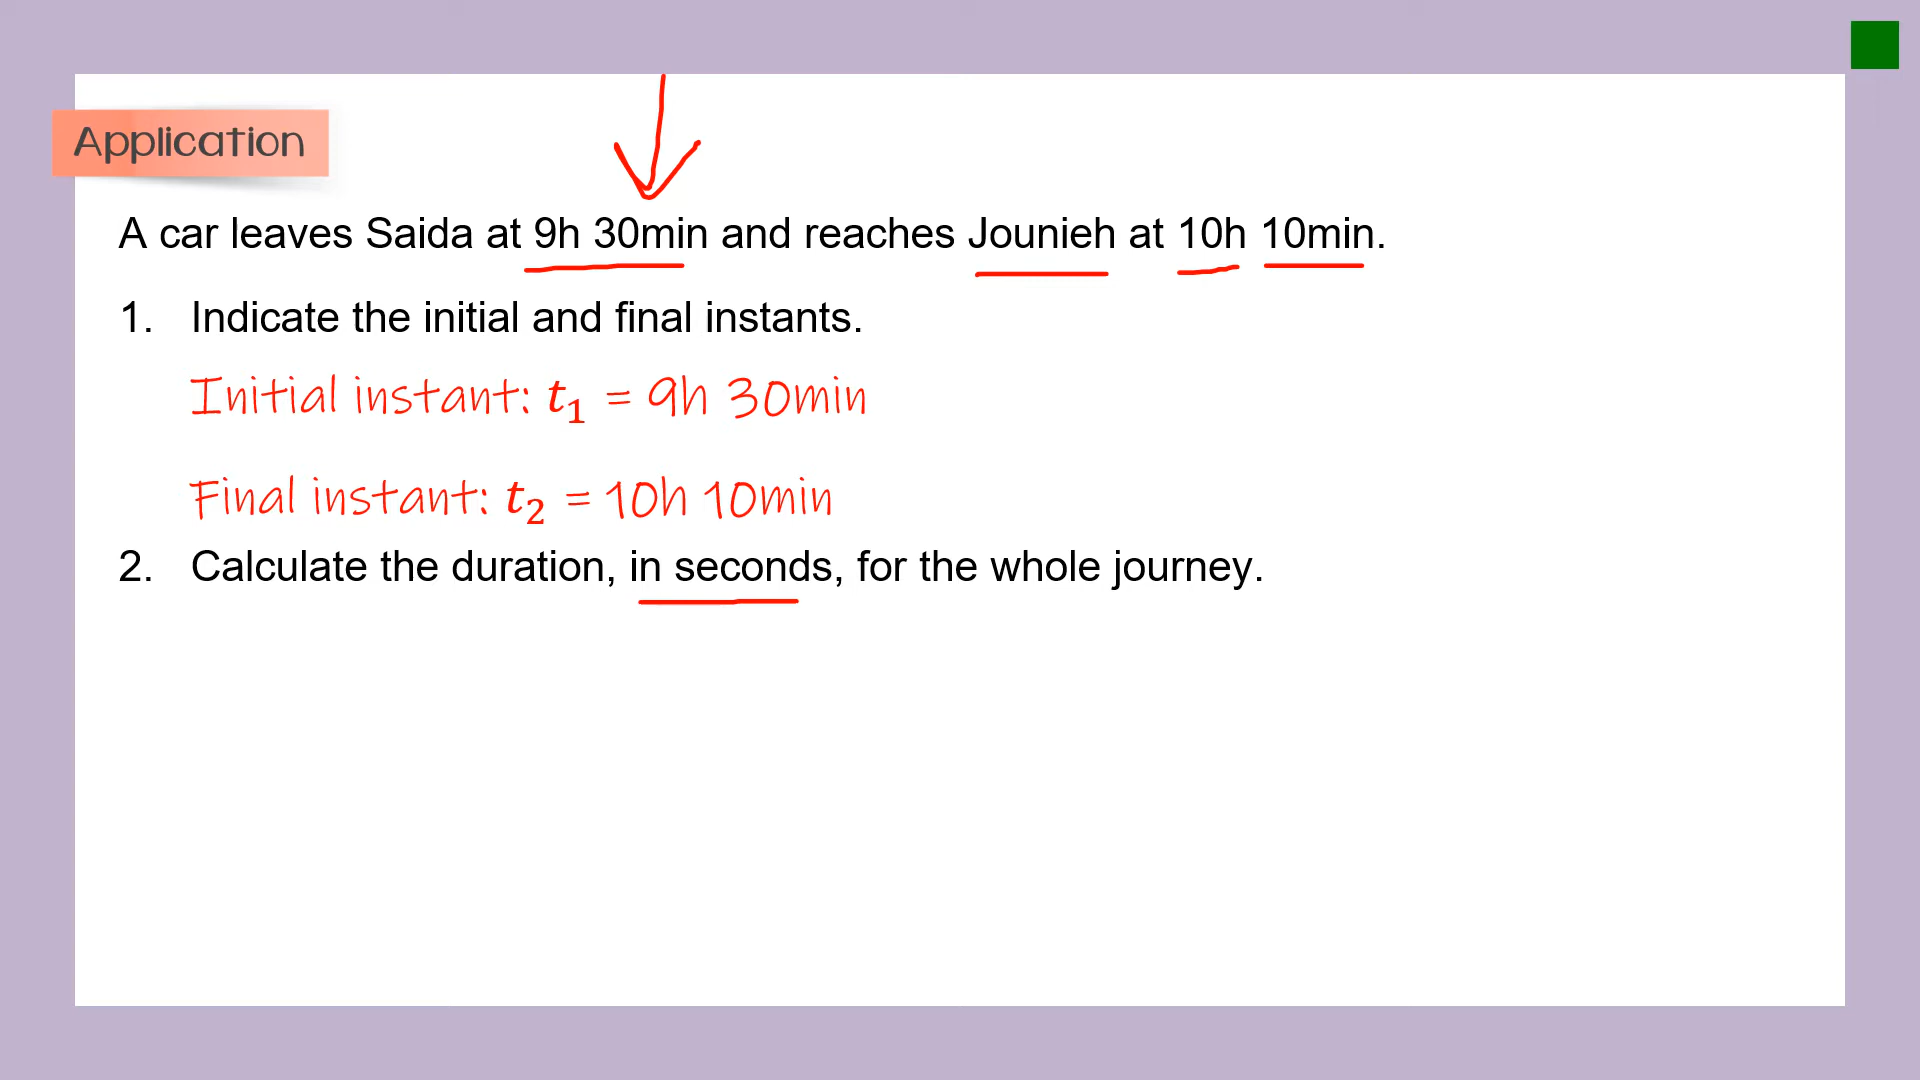 Application
A car leaves Saida at 9h 30min and reaches Jounieh at 10h 10min.
1. Indicate the initial and final instants.
Initial instant: t₁ = 9h 30min
Final instant: t₂ = 10h 10min
2. Calculate the duration, in seconds, for the whole journey.